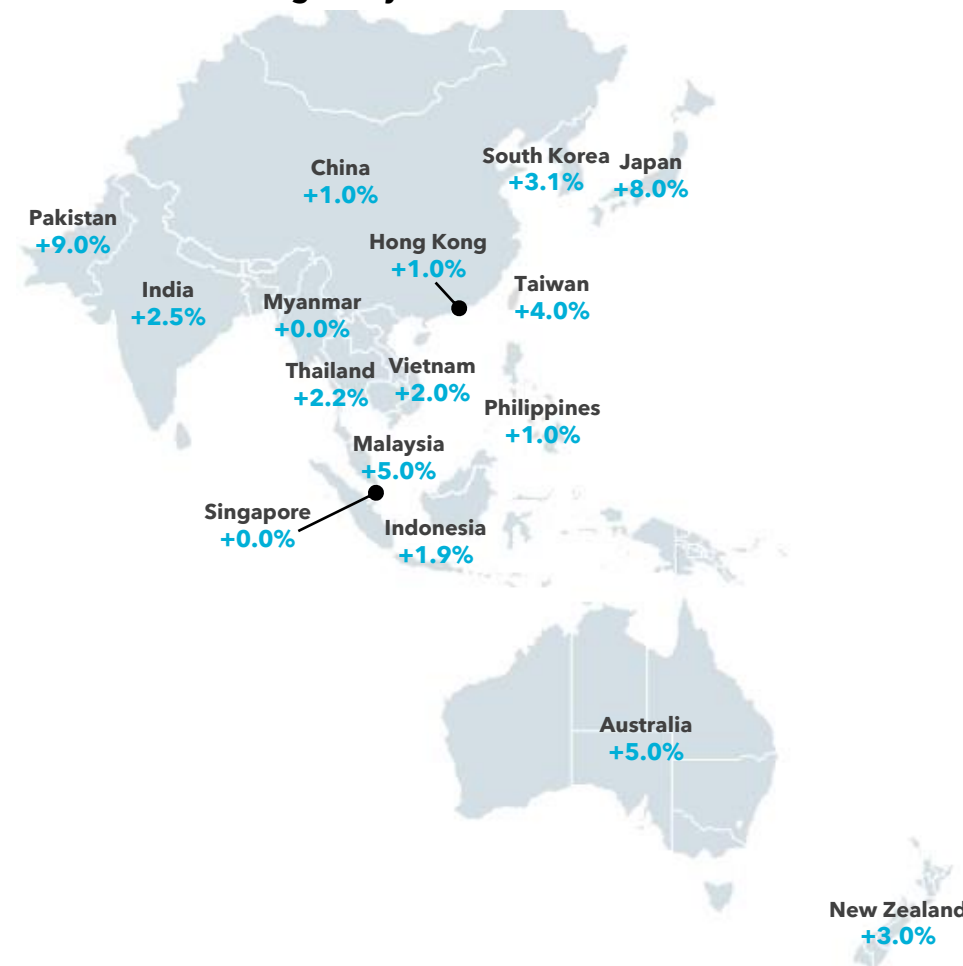 China
+1.0%
South Korea
+3.1%
Japan
+8.0%
Pakistan
+9.0%
Hong Kong
+1.0%
India
+2.5%
Myanmar
+0.0%
Taiwan
+4.0%
Thailand
+2.2%
Vietnam
+2.0%
Philippines
+1.0%
Malaysia
+5.0%
Singapore
+0.0%
Indonesia
+1.9%
Australia
+5.0%
New Zealand
+3.0%